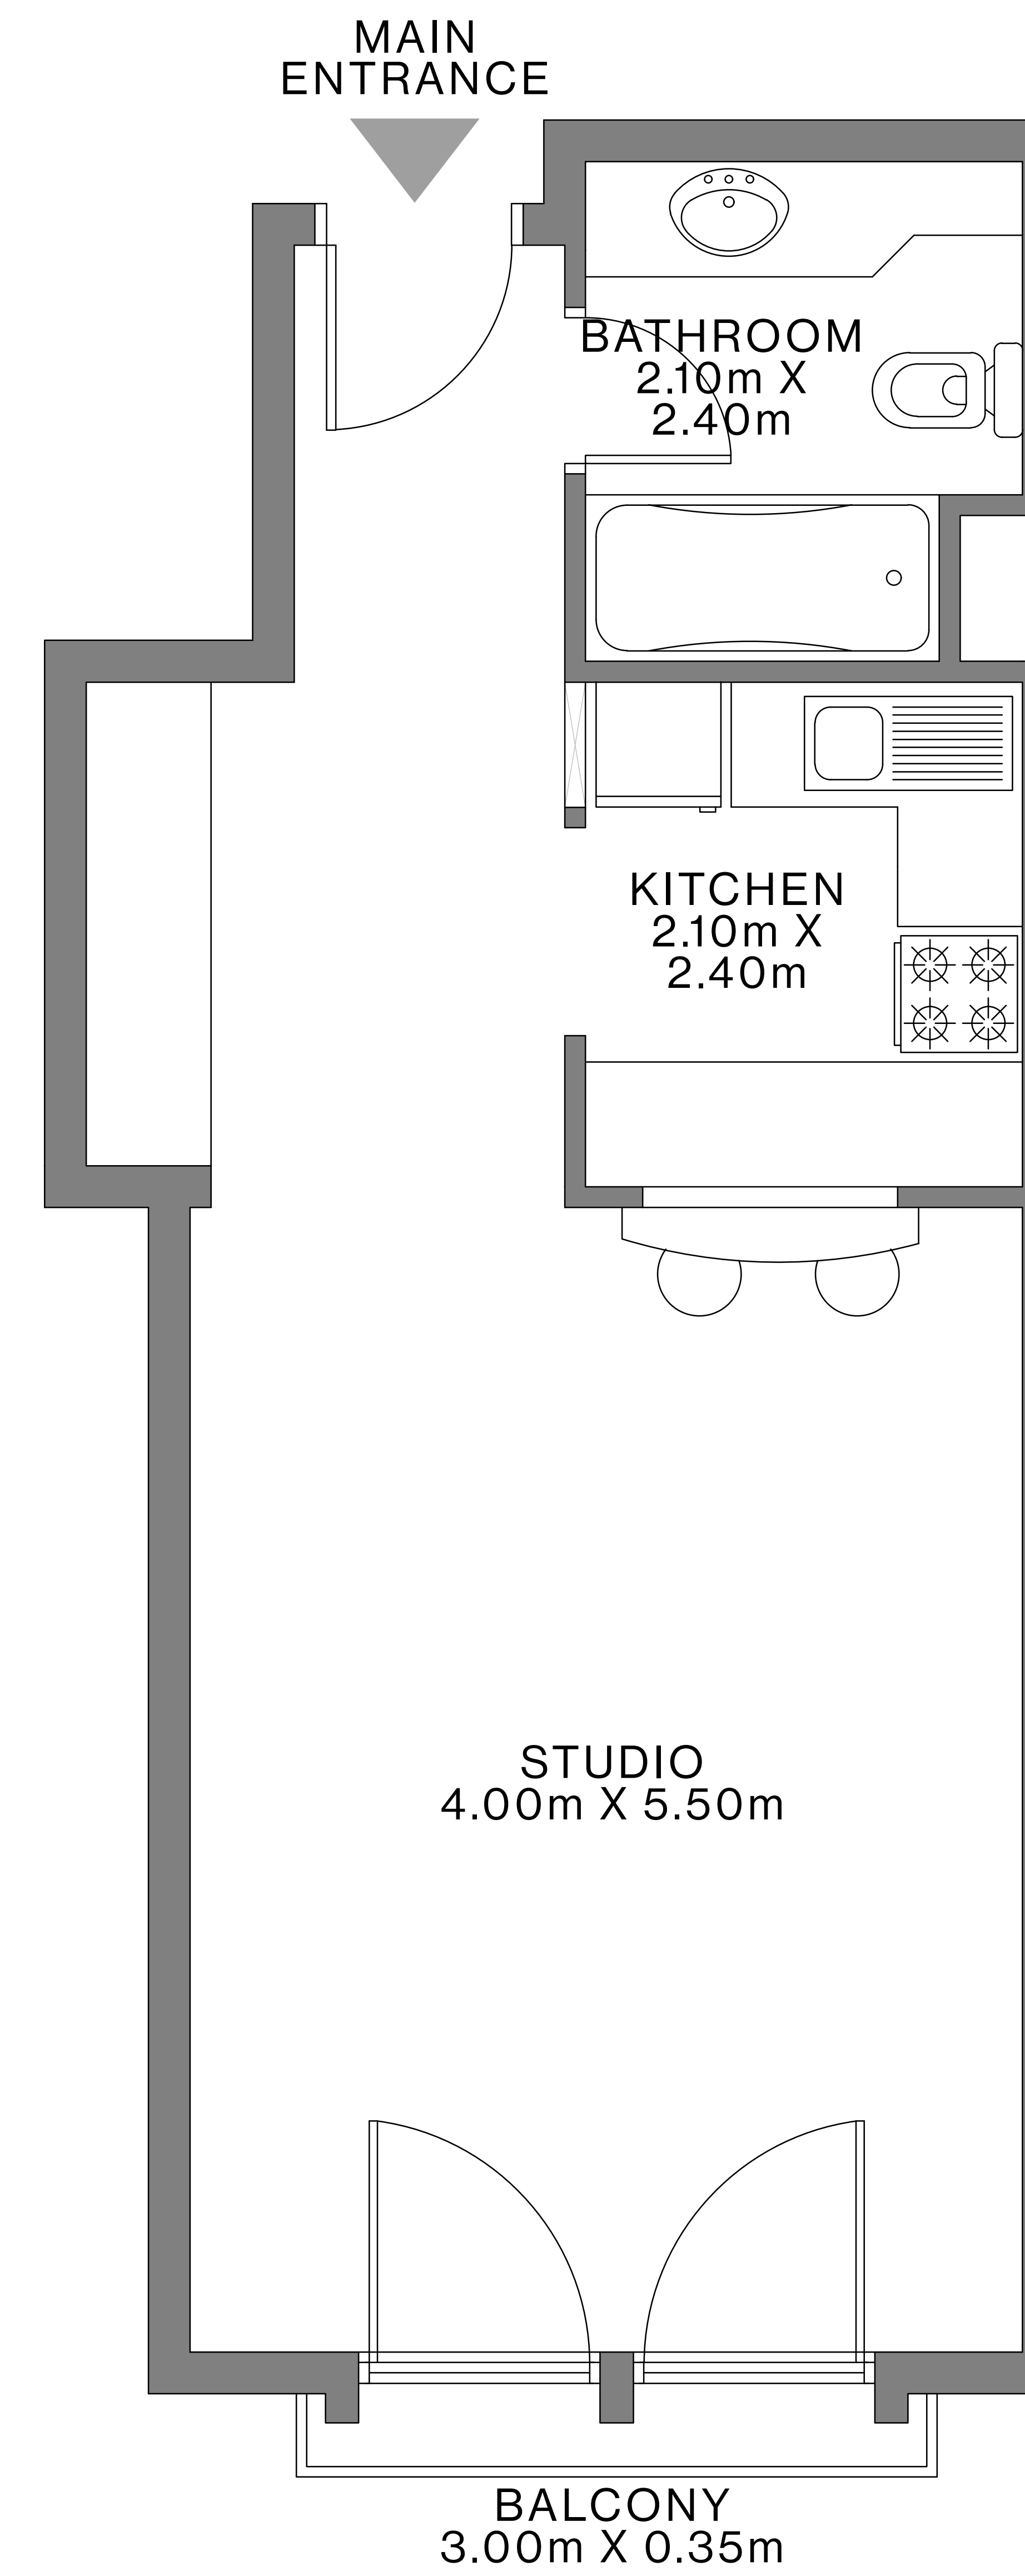 MAIN
ENTRANCE
BATHROOM
2.10m X
2.40m
KITCHEN
2.10m X
2.40m
STUDIO
4.00m X 5.50m
BALCONY
3.00m X 0.35m